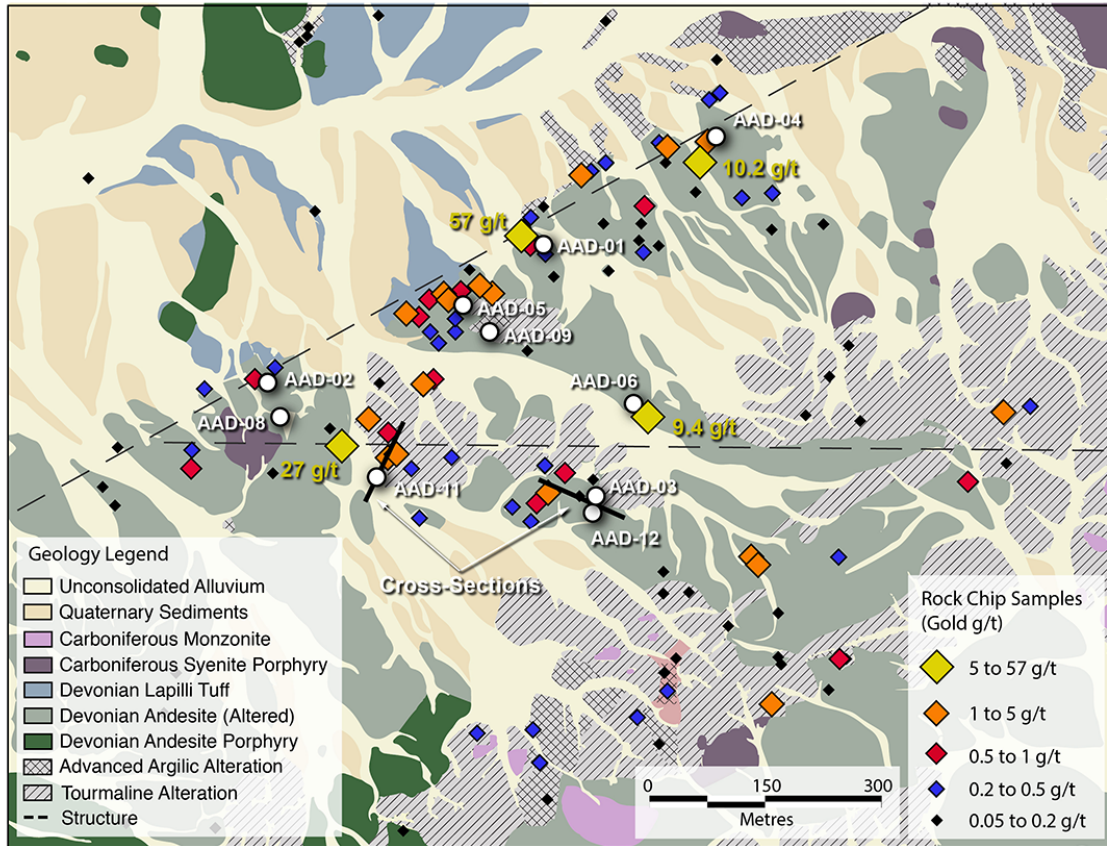 AAD-04
10.2 g/t
57 g/t
AAD-01
AAD-05
AAD-09
AAD-02
AAD-06
AAD-08
9.4 g/t
27 g/t
AAD-11
AAD-03
AAD-12
Cross-Sections
Geology Legend
Unconsolidated Alluvium
Quaternary Sediments
Carboniferous Monzonite
Carboniferous Syenite Porphyry
Devonian Lapilli Tuff
Devonian Andesite (Altered)
Devonian Andesite Porphyry
Advanced Argilic Alteration
Tourmaline Alteration
Structure
0 150 300
Metres
Rock Chip Samples
(Gold g/t)
5 to 57 g/t
1 to 5 g/t
0.5 to 1 g/t
0.2 to 0.5 g/t
0.05 to 0.2 g/t